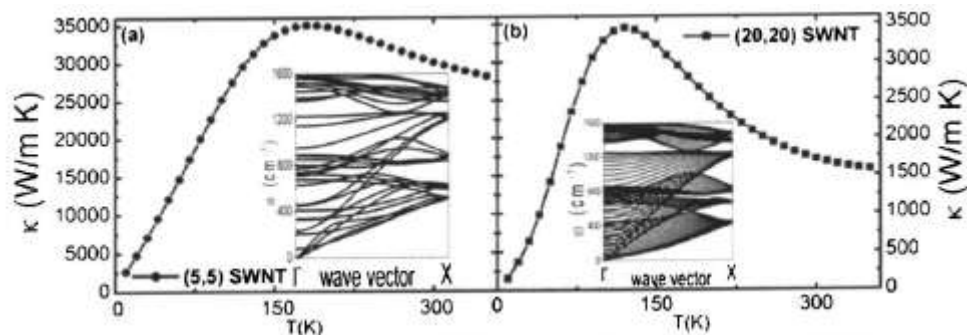 (a)
κ (W/m K)
35000
30000
25000
20000
15000
10000
5000
0
(5,5) SWNT
0
150
300
T(K)
1600
1200
800
400
0
ω (cm⁻¹)
Γ wave vector X
(b)
(20,20) SWNT
κ (W/m K)
3500
3000
2500
2000
1500
1000
500
0
0
150
300
T(K)
400
(cm⁻¹)
Γ wave vector X